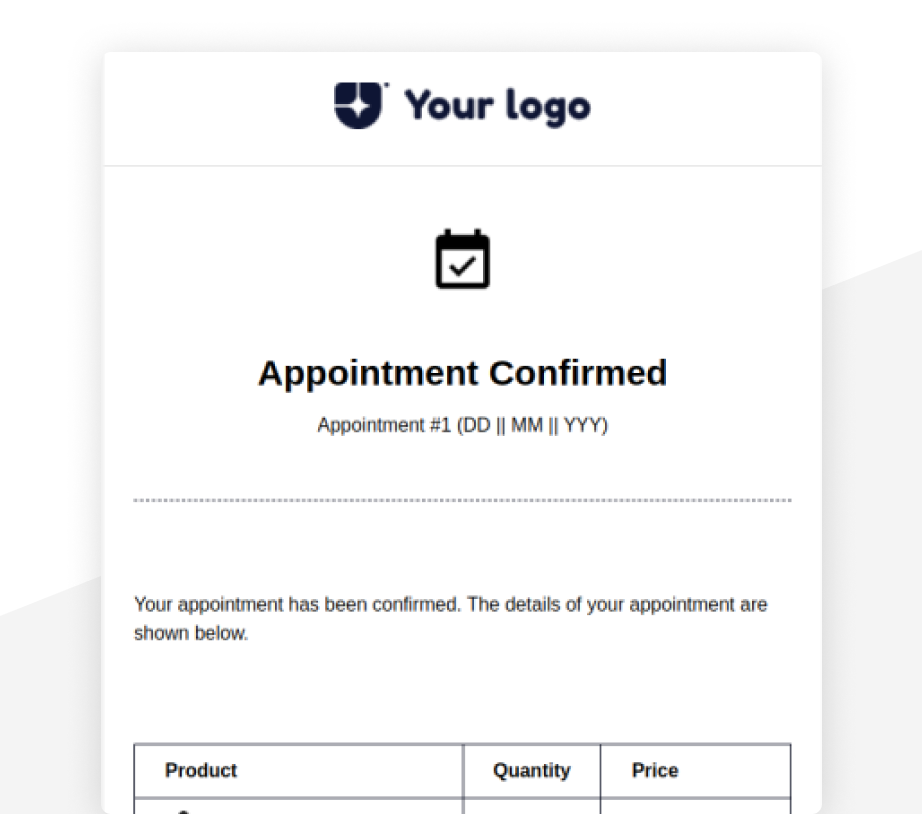 Your logo
Appointment Confirmed
Appointment #1 (DD || MM || YYY)
Your appointment has been confirmed. The details of your appointment are
shown below.
Product Quantity Price